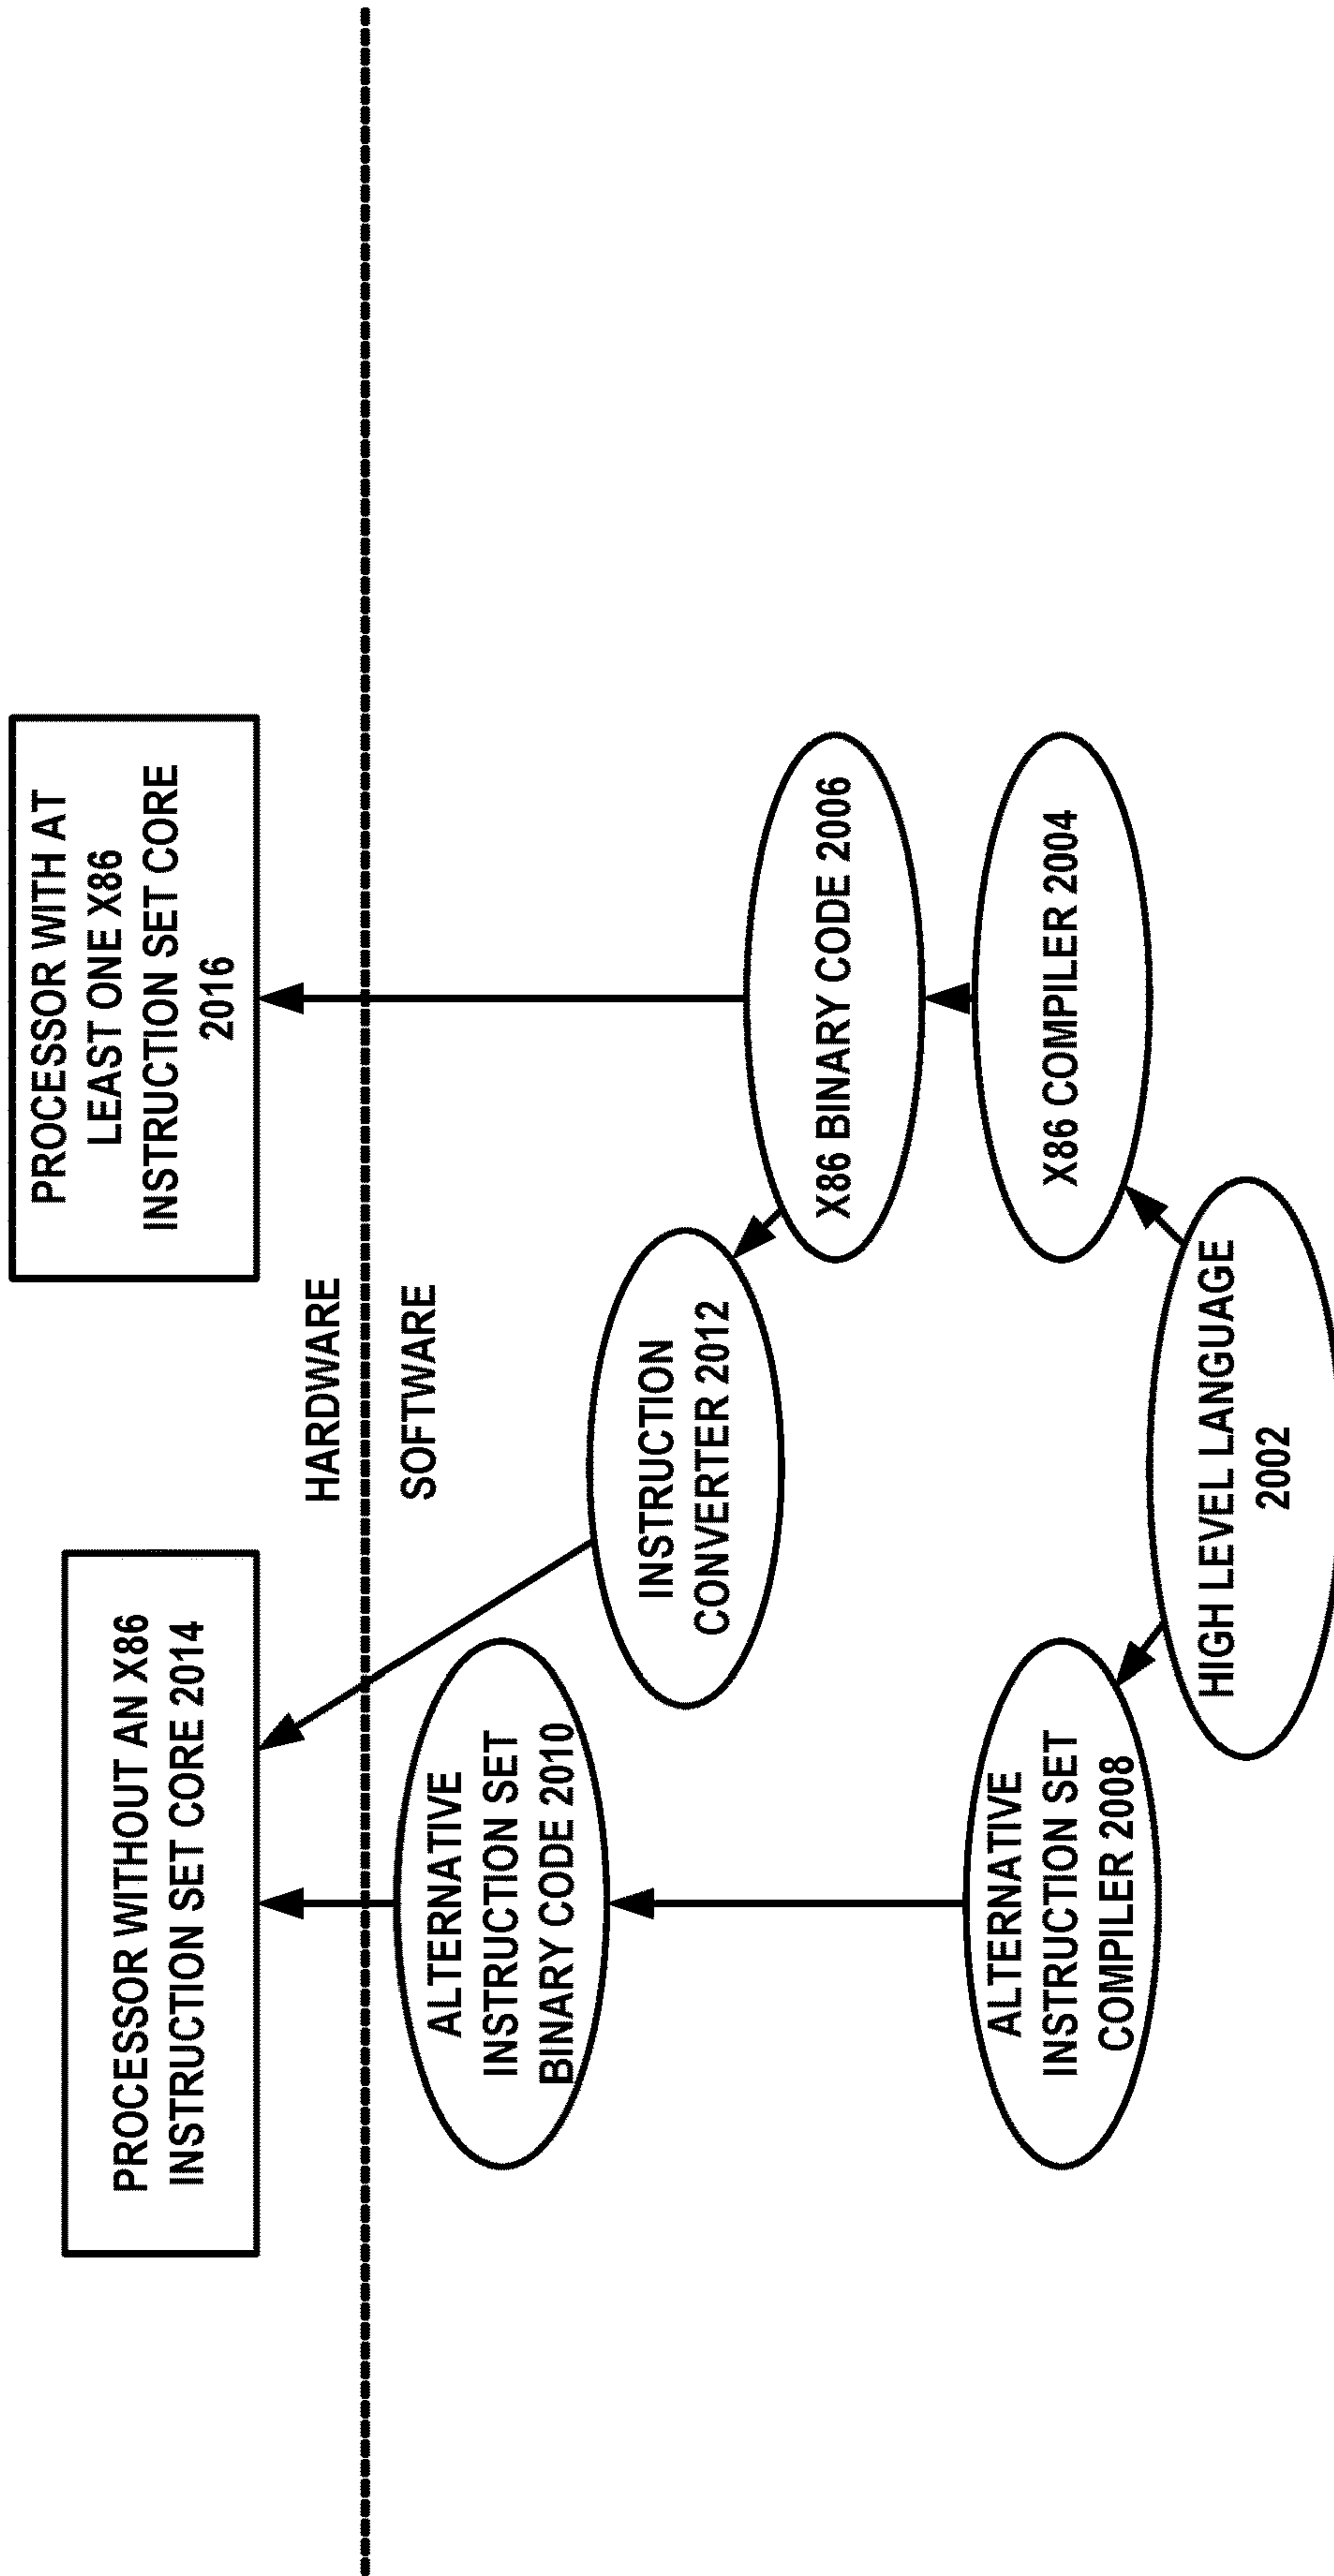 PROCESSOR WITHOUT AN X86
INSTRUCTION SET CORE 2014
PROCESSOR WITH AT
LEAST ONE X86
INSTRUCTION SET CORE
2016
HARDWARE
SOFTWARE
ALTERNATIVE
INSTRUCTION SET
BINARY CODE 2010
INSTRUCTION
CONVERTER 2012
X86 BINARY CODE 2006
ALTERNATIVE
INSTRUCTION SET
COMPILER 2008
X86 COMPILER 2004
HIGH LEVEL LANGUAGE
2002